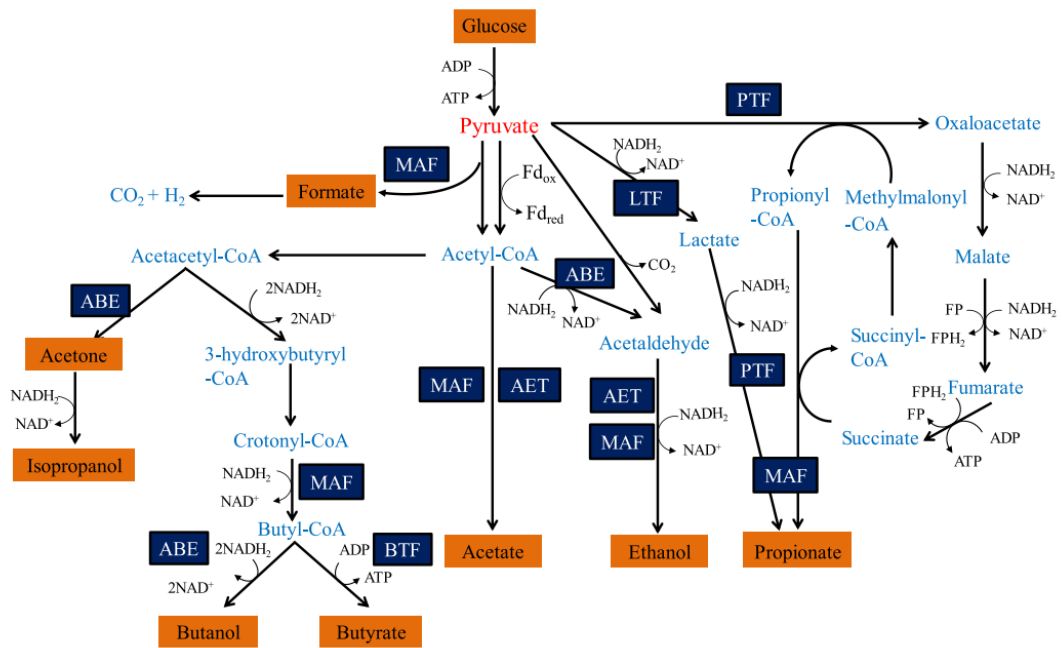 Glucose
ADP
ATP
PTF
Pyruvate
Oxaloacetate
MAF
NADH2
NAD+
Fdox
NADH2
CO2 + H2
Formate
Propionyl
-CoA
Methylmalonyl
-CoA
NAD+
LTF
Fdred
Lactate
Acetacetyl-CoA
Acetyl-CoA
ABE
CO2
Malate
2NADH2
NADH2
NADH2
NAD+
ABE
2NAD+
NAD+
FP
NADH2
FPH2
NAD+
Acetone
3-hydroxybutyryl
-CoA
Acetaldehyde
Succinyl-
CoA
PTF
MAF
AET
AET
Fumarate
NADH2
NAD+
FPH2
FP
NADH2
ADP
Crotonyl-CoA
MAF
NAD+
Succinate
ATP
Isopropanol
NADH2
NAD+
MAF
MAF
Butyl-CoA
ABE
2NADH2
ADP
BTF
Acetate
Ethanol
Propionate
2NAD+
ATP
Butanol
Butyrate